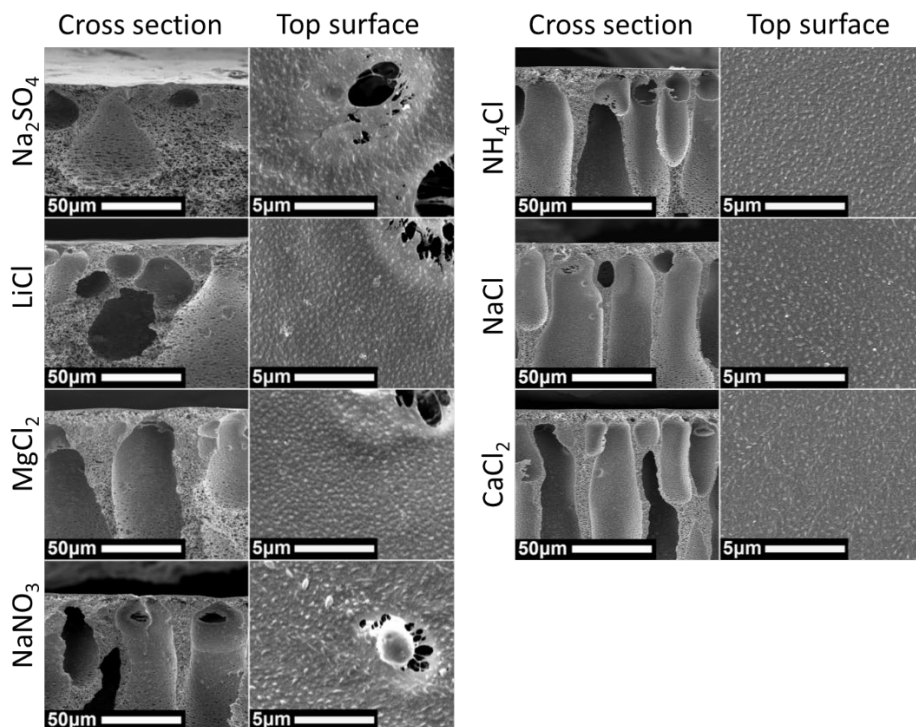 Cross section Top surface
Na₂SO₄
50µm 5µm
LiCl
50µm 5µm
MgCl₂
50µm 5µm
NaNO₃
50µm 5µm
Cross section Top surface
NH₄Cl
50µm 5µm
NaCl
50µm 5µm
CaCl₂
50µm 5µm